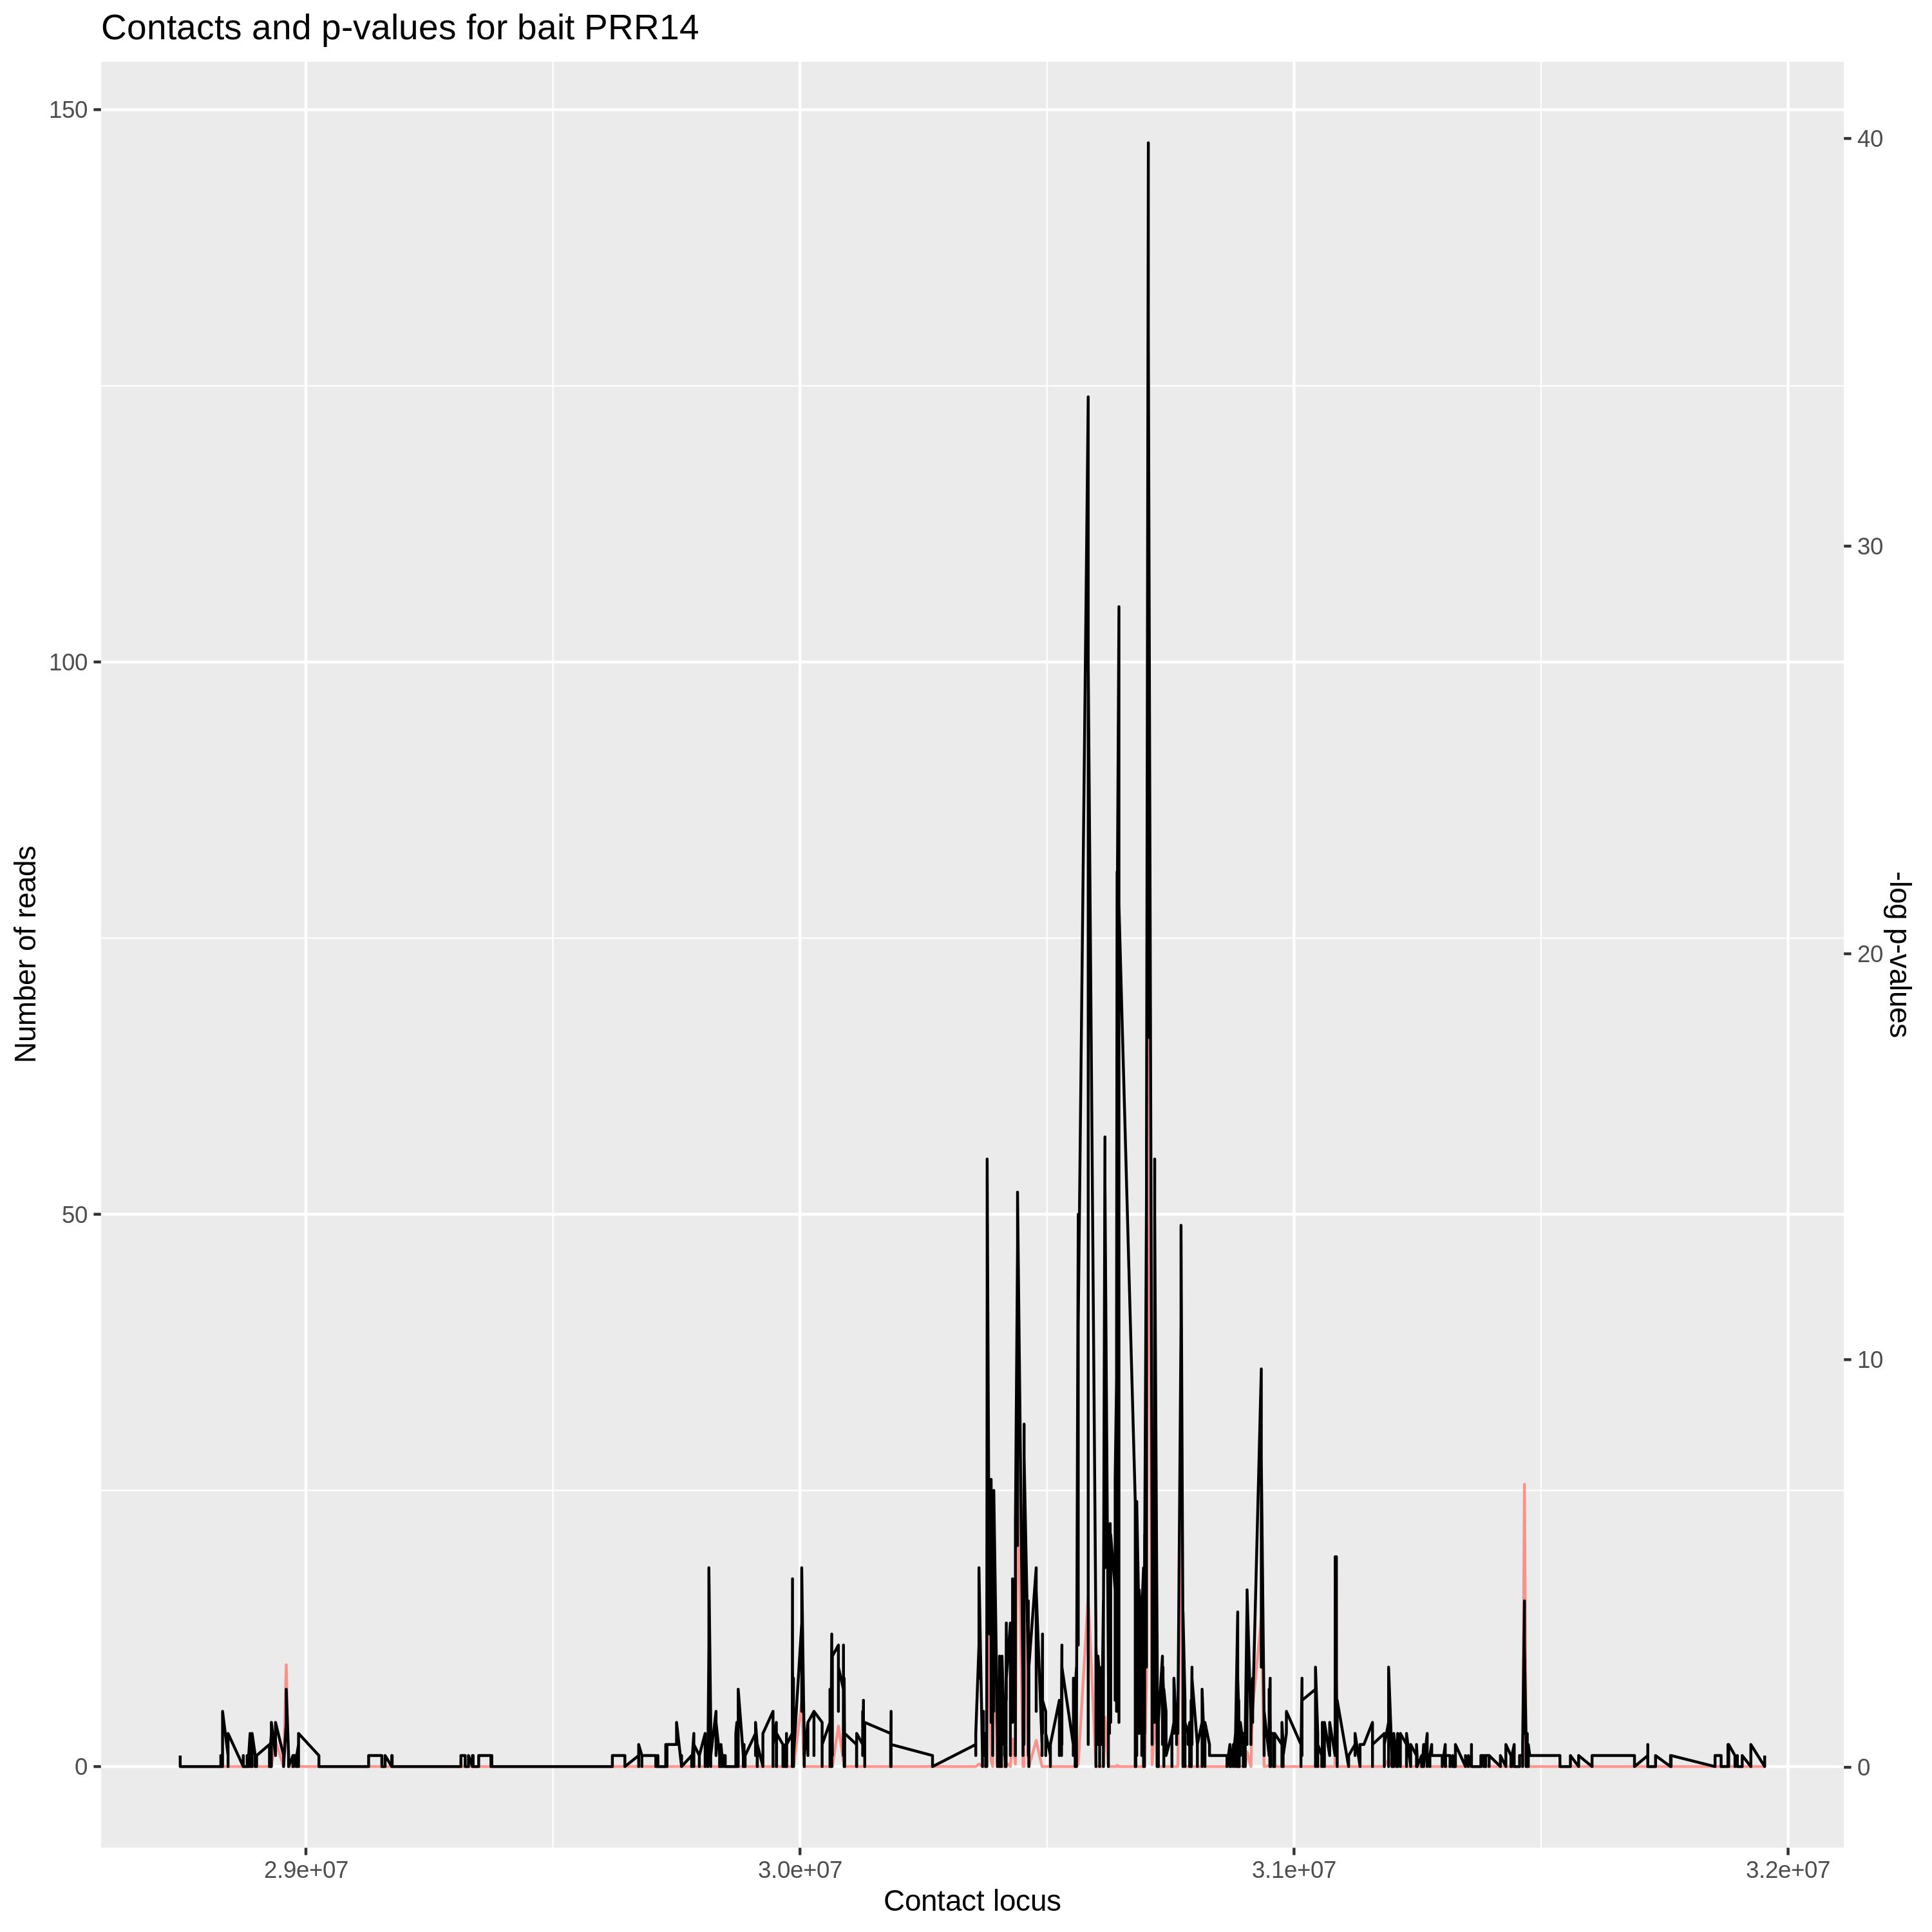 Contacts and p-values for bait PRR14
150
100
50
0
Number of reads
40
30
20
10
0
-log p-values
2.9e+07
3.0e+07
3.1e+07
3.2e+07
Contact locus